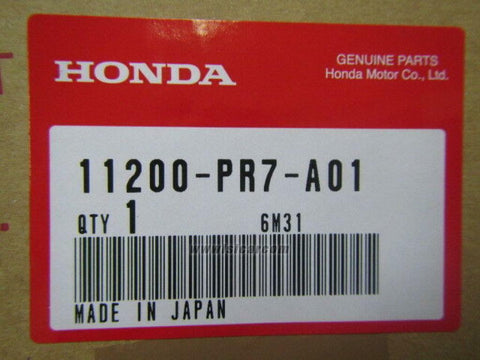 HONDA
GENUINE PARTS
Honda Motor Co., Ltd.
11200-PR7-A01
QTY 1 6M31
MADE IN JAPAN